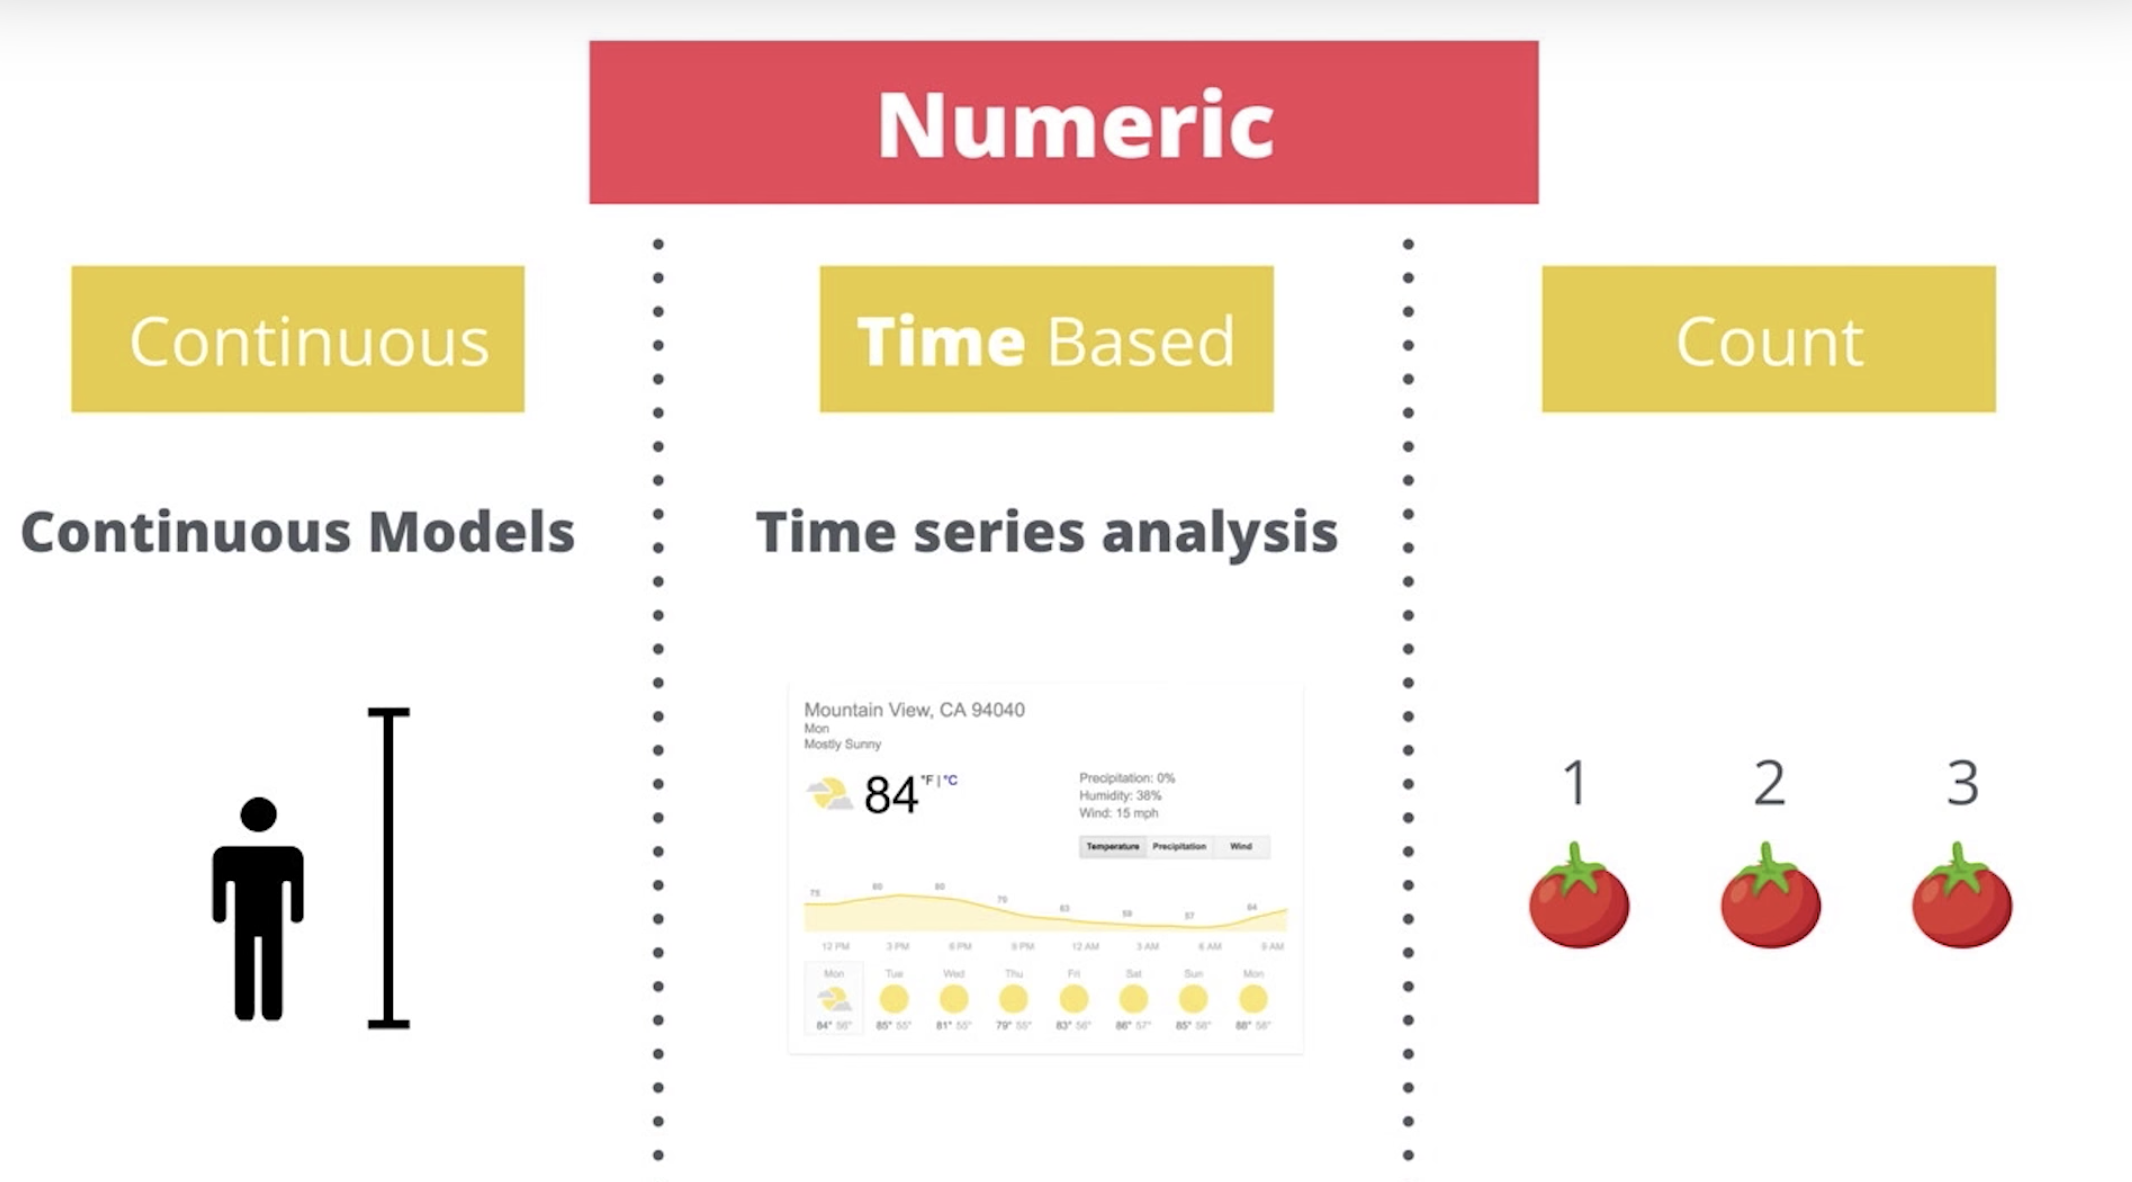 Numeric
Continuous
Time Based
Count
Continuous Models
Time series analysis
Mountain View, CA 94040
Mon
Mostly Sunny
84 °F | °C
Precipitation: 0%
Humidity: 38%
Wind: 15 mph
Temperature Precipitation Wind
80 80
63 59 57 64
12 PM 3 PM 6 PM 9 PM 12 AM 3 AM 6 AM 9 AM
Mon Tue Wed Thu Fri Sat Sun Mon
84° 56° 85° 55° 81° 55° 79° 55° 83° 56° 86° 57° 85° 58° 88° 58°
1 2 3